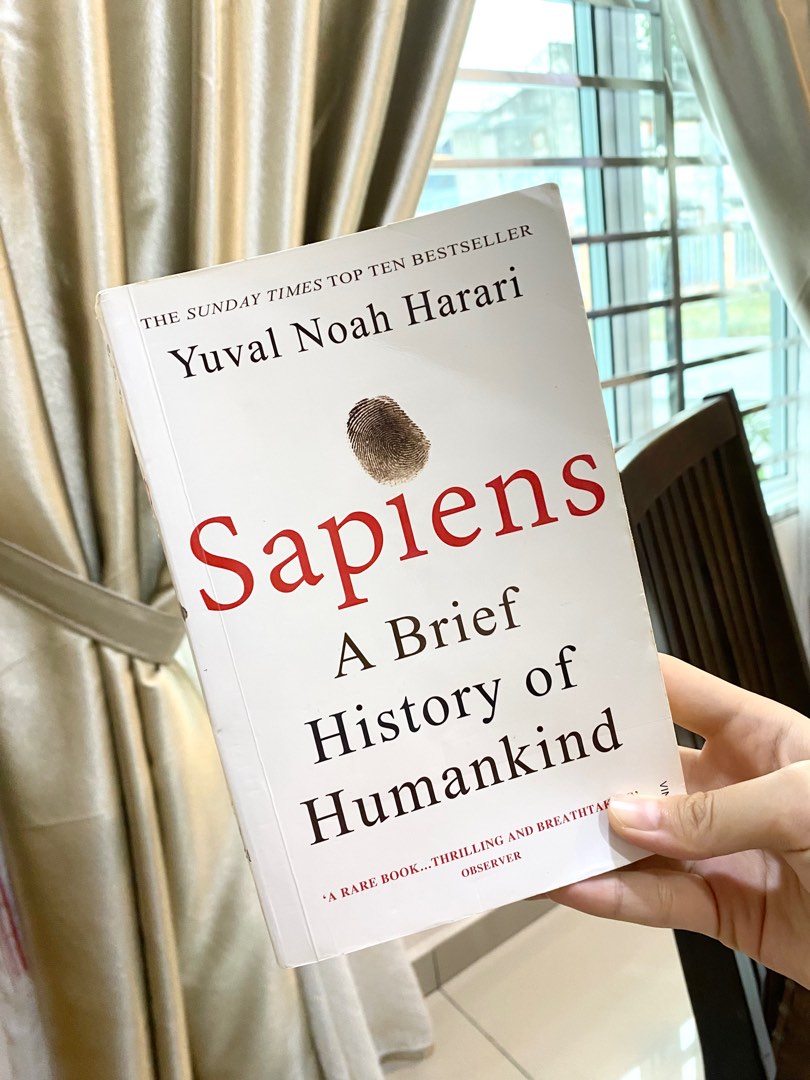 THE SUNDAY TIMES TOP TEN BESTSELLER
Yuval Noah Harari
Sapiens
A Brief
History of
Humankind
'A RARE BOOK...THRILLING AND
OBSERVER